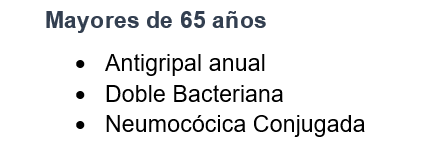 Mayores de 65 años
• Antigripal anual
• Doble Bacteriana
• Neumocócica Conjugada